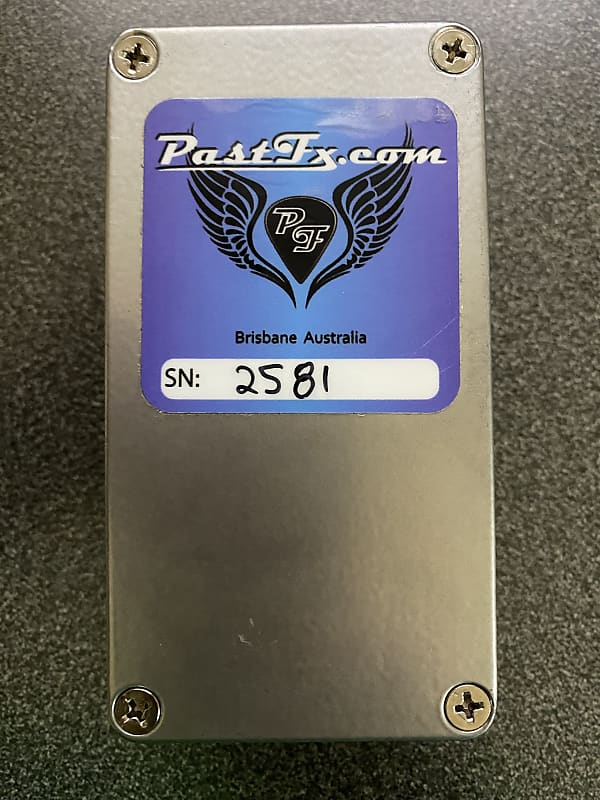 PastFx.com
PF
Brisbane Australia
SN: 2581